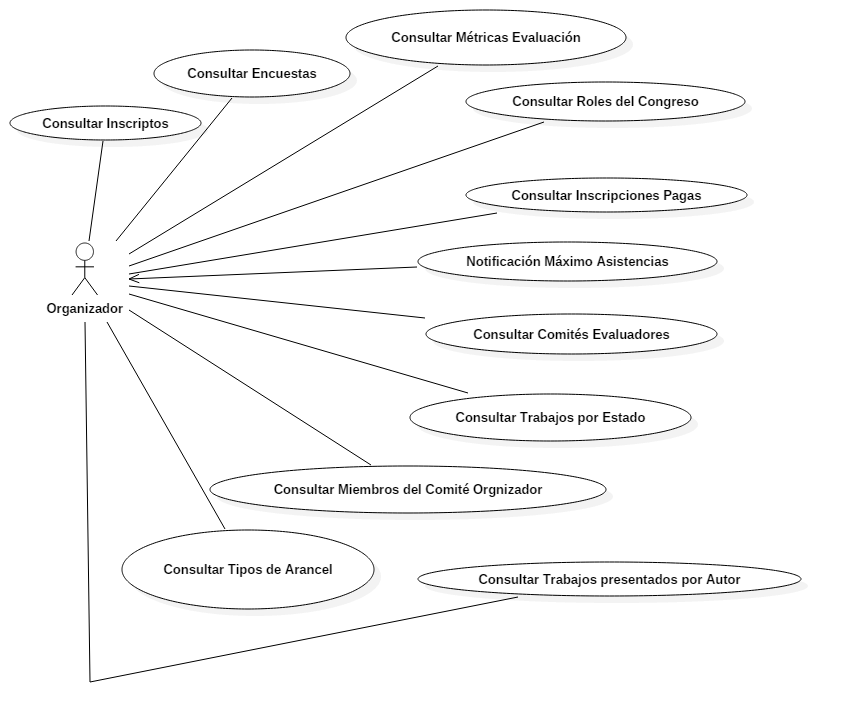 Consultar Métricas Evaluación
Consultar Encuestas
Consultar Roles del Congreso
Consultar Inscriptos
Consultar Inscripciones Pagas
Notificación Máximo Asistencias
Organizador
Consultar Comités Evaluadores
Consultar Trabajos por Estado
Consultar Miembros del Comité Orgnizador
Consultar Tipos de Arancel
Consultar Trabajos presentados por Autor